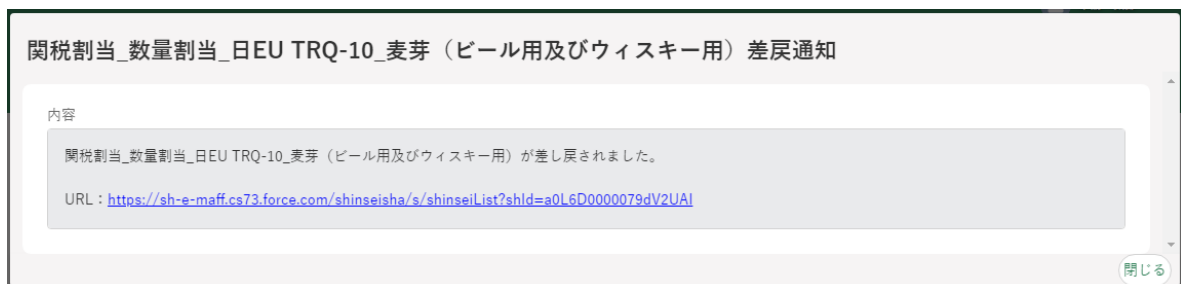 関税割当_数量割当_日EU TRQ-10_麦芽（ビール用及びウィスキー用）差戻通知
内容
関税割当_数量割当_日EU TRQ-10_麦芽（ビール用及びウィスキー用）が差し戻されました。
URL：https://sh-e-maff.cs73.force.com/shinseisha/s/shinseiList?shId=a0L6D0000079dV2UAI
閉じる